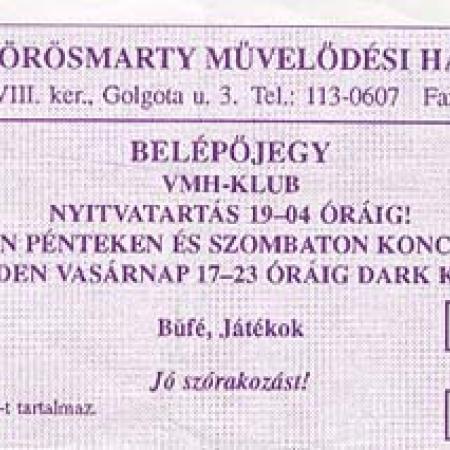 ÖRÖSMARTY MŰVELŐDÉSI HA
VIII. ker., Golgota u. 3. Tel.: 113-0607 Fa
BELÉPŐJEGY
VMH-KLUB
NYITVATARTÁS 19–04 ÓRÁIG!
N PÉNTEKEN ÉS SZOMBATON KONC
DEN VASÁRNAP 17–23 ÓRÁIG DARK K
Büfé, Játékok
Jó szórakozást!
-t tartalmaz.